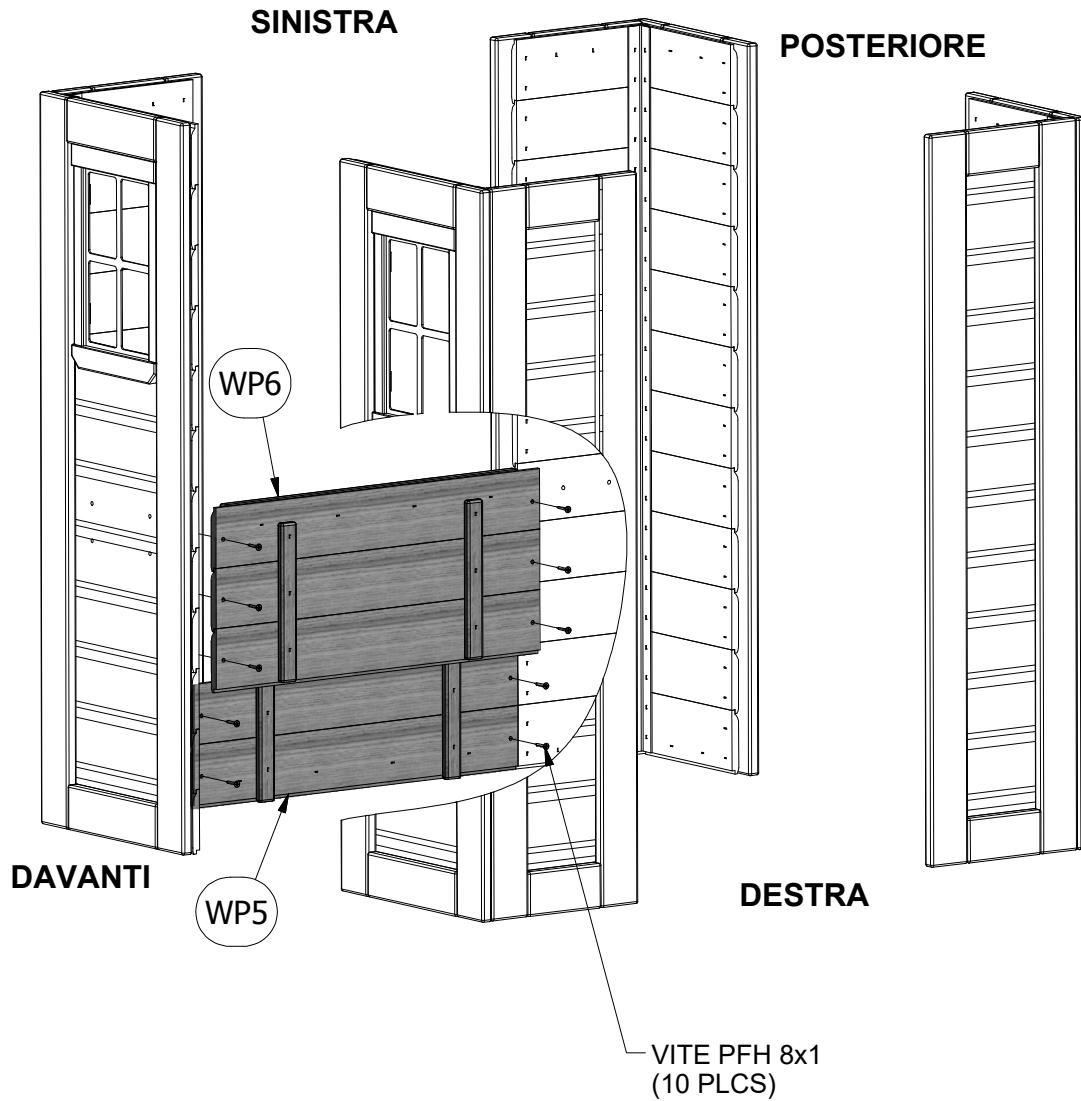 SINISTRA
POSTERIORE
WP6
DAVANTI
WP5
DESTRA
VITE PFH 8x1
(10 PLCS)